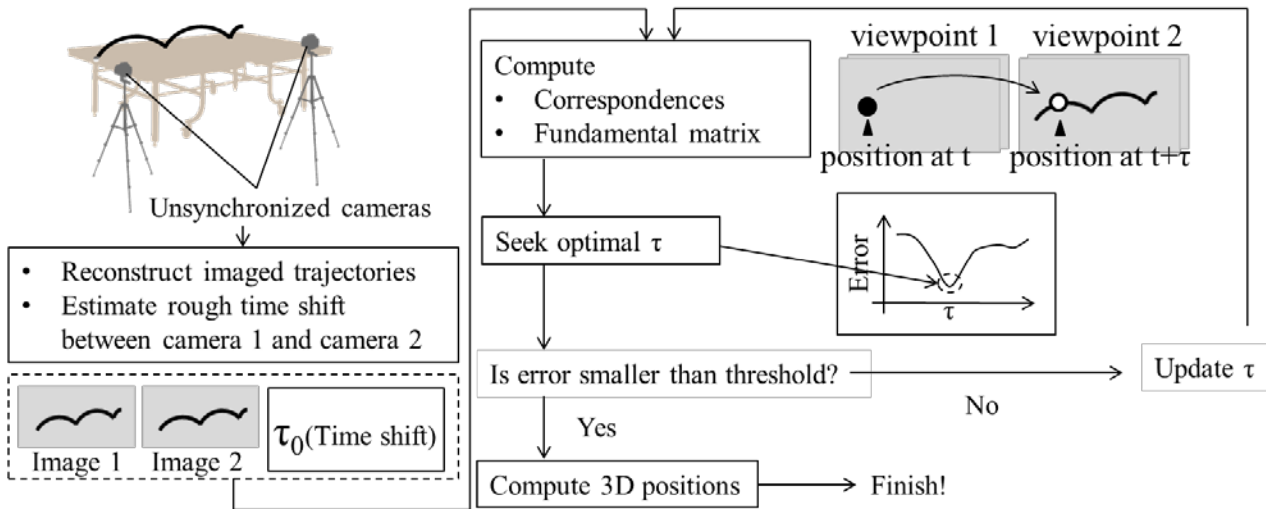 Unsynchronized cameras
• Reconstruct imaged trajectories
• Estimate rough time shift
between camera 1 and camera 2
Image 1
Image 2
τ0(Time shift)
Compute
• Correspondences
• Fundamental matrix
viewpoint 1
viewpoint 2
position at t
position at t+τ
Seek optimal τ
Error
τ
Is error smaller than threshold?
No
Update τ
Yes
Compute 3D positions
Finish!